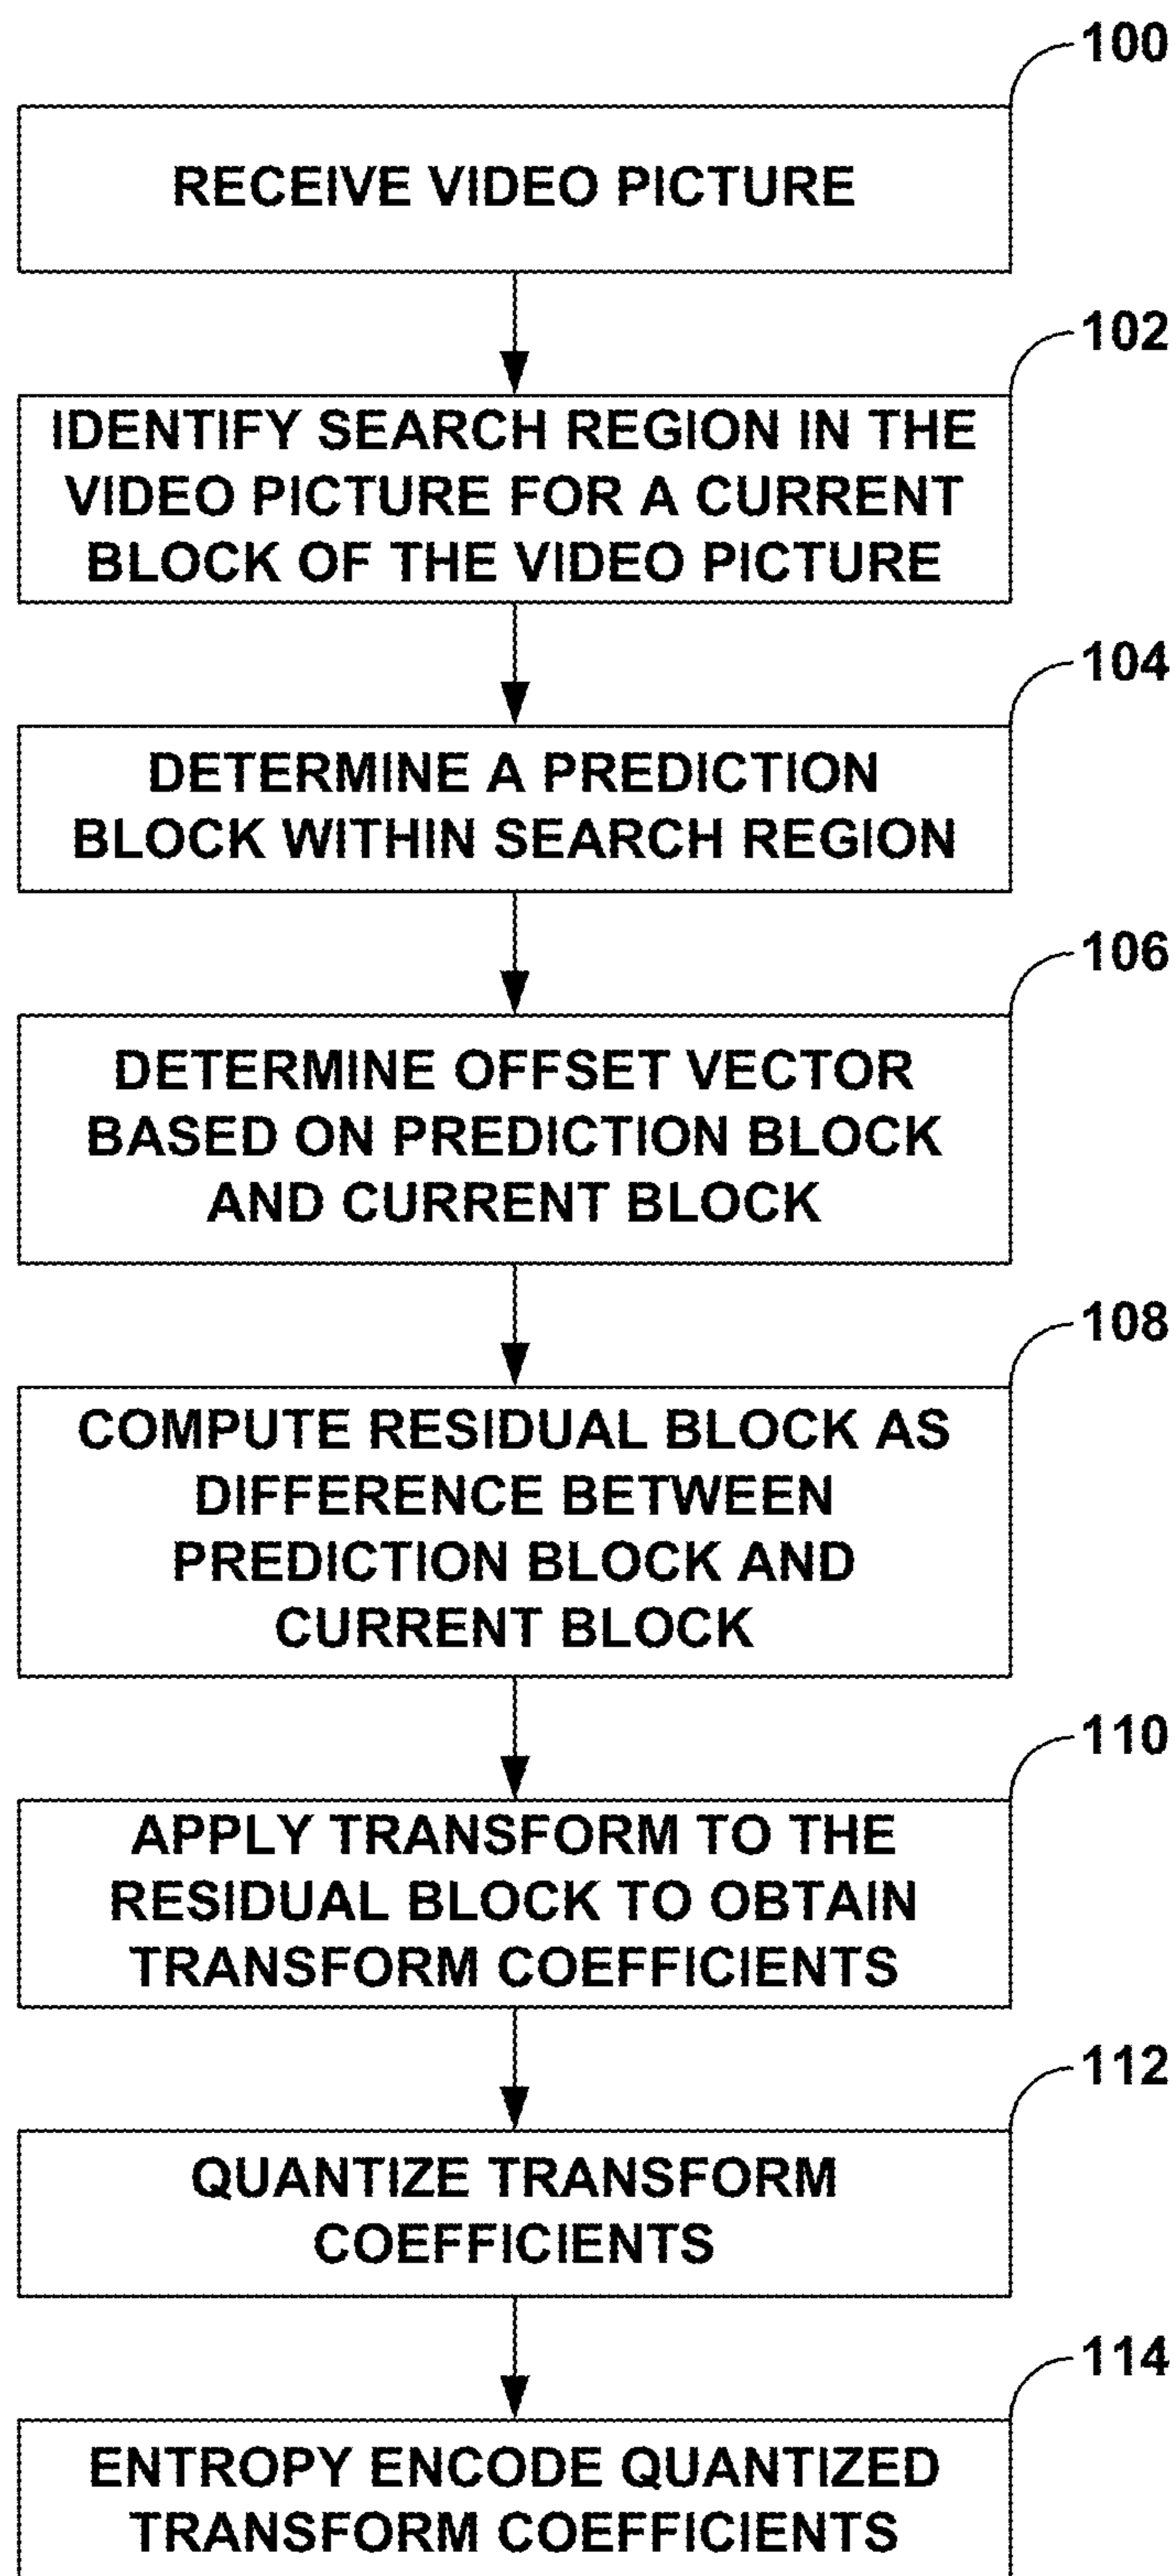 100
RECEIVE VIDEO PICTURE
102
IDENTIFY SEARCH REGION IN THE
VIDEO PICTURE FOR A CURRENT
BLOCK OF THE VIDEO PICTURE
104
DETERMINE A PREDICTION
BLOCK WITHIN SEARCH REGION
106
DETERMINE OFFSET VECTOR
BASED ON PREDICTION BLOCK
AND CURRENT BLOCK
108
COMPUTE RESIDUAL BLOCK AS
DIFFERENCE BETWEEN
PREDICTION BLOCK AND
CURRENT BLOCK
110
APPLY TRANSFORM TO THE
RESIDUAL BLOCK TO OBTAIN
TRANSFORM COEFFICIENTS
112
QUANTIZE TRANSFORM
COEFFICIENTS
114
ENTROPY ENCODE QUANTIZED
TRANSFORM COEFFICIENTS